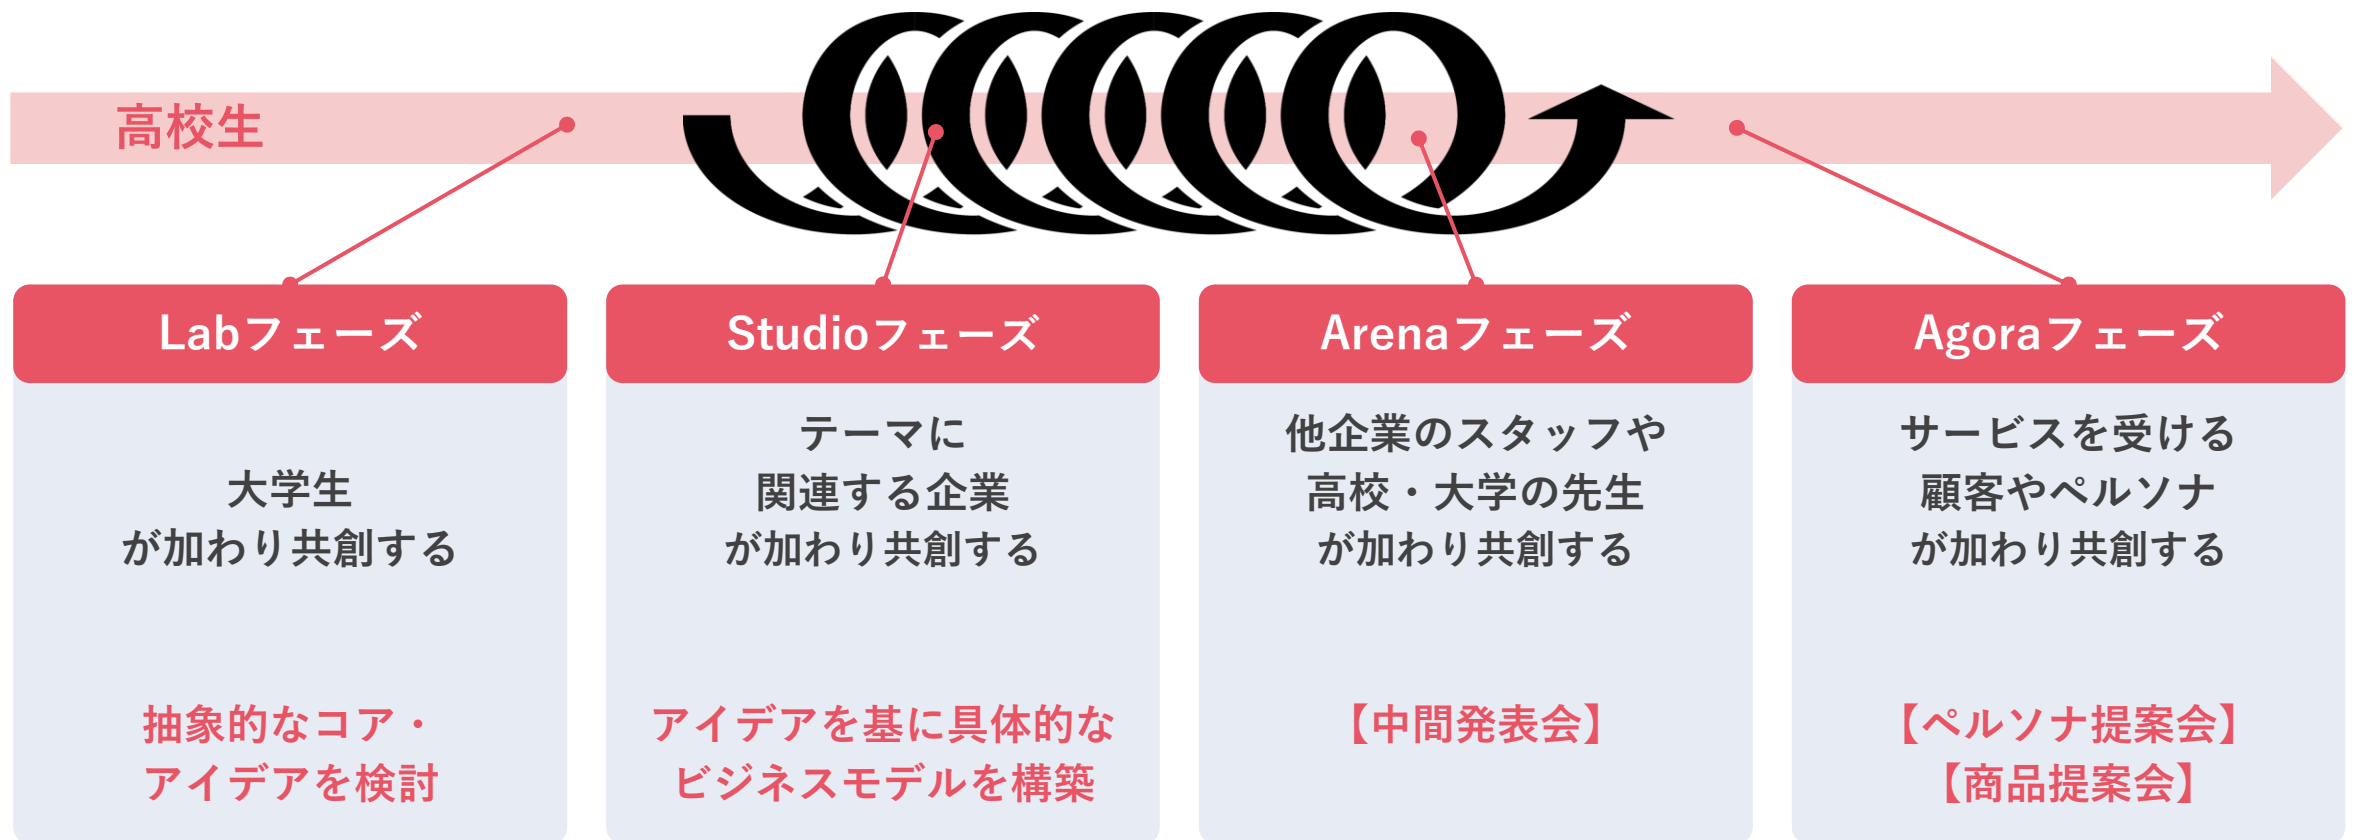 高校生
Labフェーズ
大学生
が加わり共創する
抽象的なコア・
アイデアを検討
Studioフェーズ
テーマに
関連する企業
が加わり共創する
アイデアを基に具体的な
ビジネスモデルを構築
Arenaフェーズ
他企業のスタッフや
高校・大学の先生
が加わり共創する
【中間発表会】
Agoraフェーズ
サービスを受ける
顧客やペルソナ
が加わり共創する
【ペルソナ提案会】
【商品提案会】